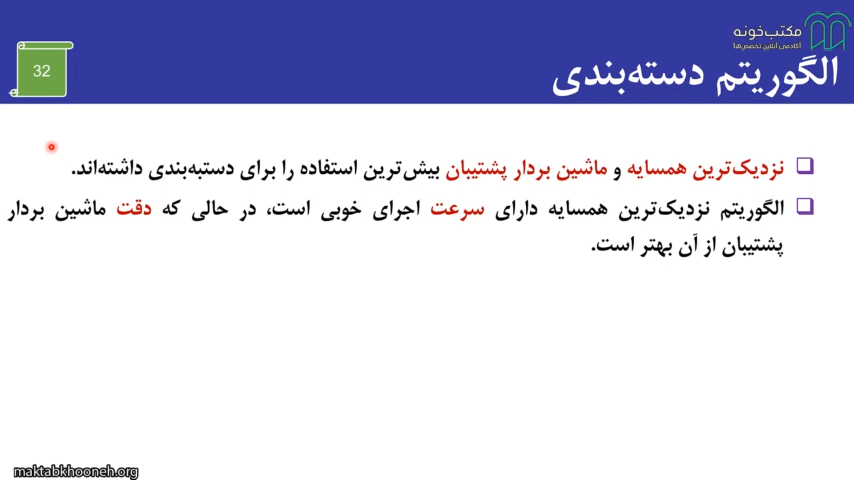 مکتب‌خونه
آکادمی آنلاین تخصص‌ها
الگوریتم دسته‌بندی
32
نزدیک‌ترین همسایه و ماشین بردار پشتیبان بیش‌ترین استفاده را برای دستبه‌بندی داشته‌اند.
الگوریتم نزدیک‌ترین همسایه دارای سرعت اجرای خوبی است، در حالی که دقت ماشین بردار
پشتیبان از آن بهتر است.
maktabkhooneh.org